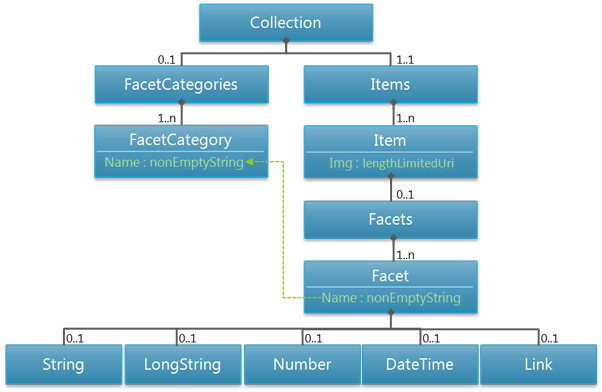 Collection
0..1
1..1
FacetCategories
Items
1..n
1..n
FacetCategory
Name : nonEmptyString
Item
Img : lengthLimitedUri
0..1
Facets
1..n
Facet
Name : nonEmptyString
0..1
0..1
0..1
0..1
0..1
String
LongString
Number
DateTime
Link